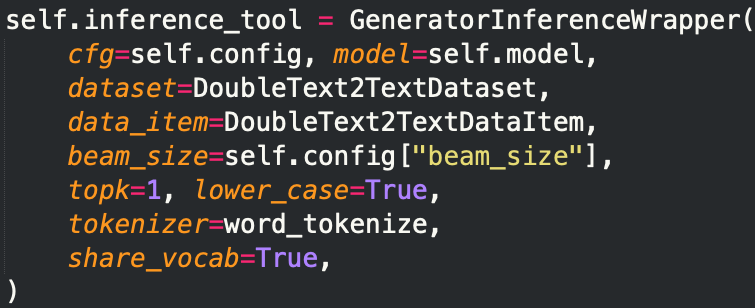 self.inference_tool = GeneratorInferenceWrapper(
    cfg=self.config, model=self.model,
    dataset=DoubleText2TextDataset,
    data_item=DoubleText2TextDataItem,
    beam_size=self.config["beam_size"],
    topk=1, lower_case=True,
    tokenizer=word_tokenize,
    share_vocab=True,
)